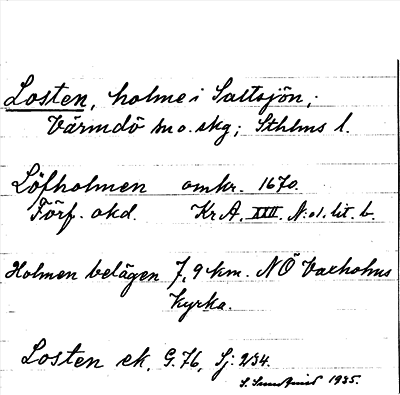 Losten, holme i Saltsjön,
Värmdö m.o. skg; Sthlms l.
Löfholmen omkr. 1670.
Förf. okd. Kr A. XIII. N:o1. lit. b.
Holmen belägen 7,9 km. NÖ Vaxholms
kyrka.
Losten ek. G.76, Sj: 234.
S. 1935.